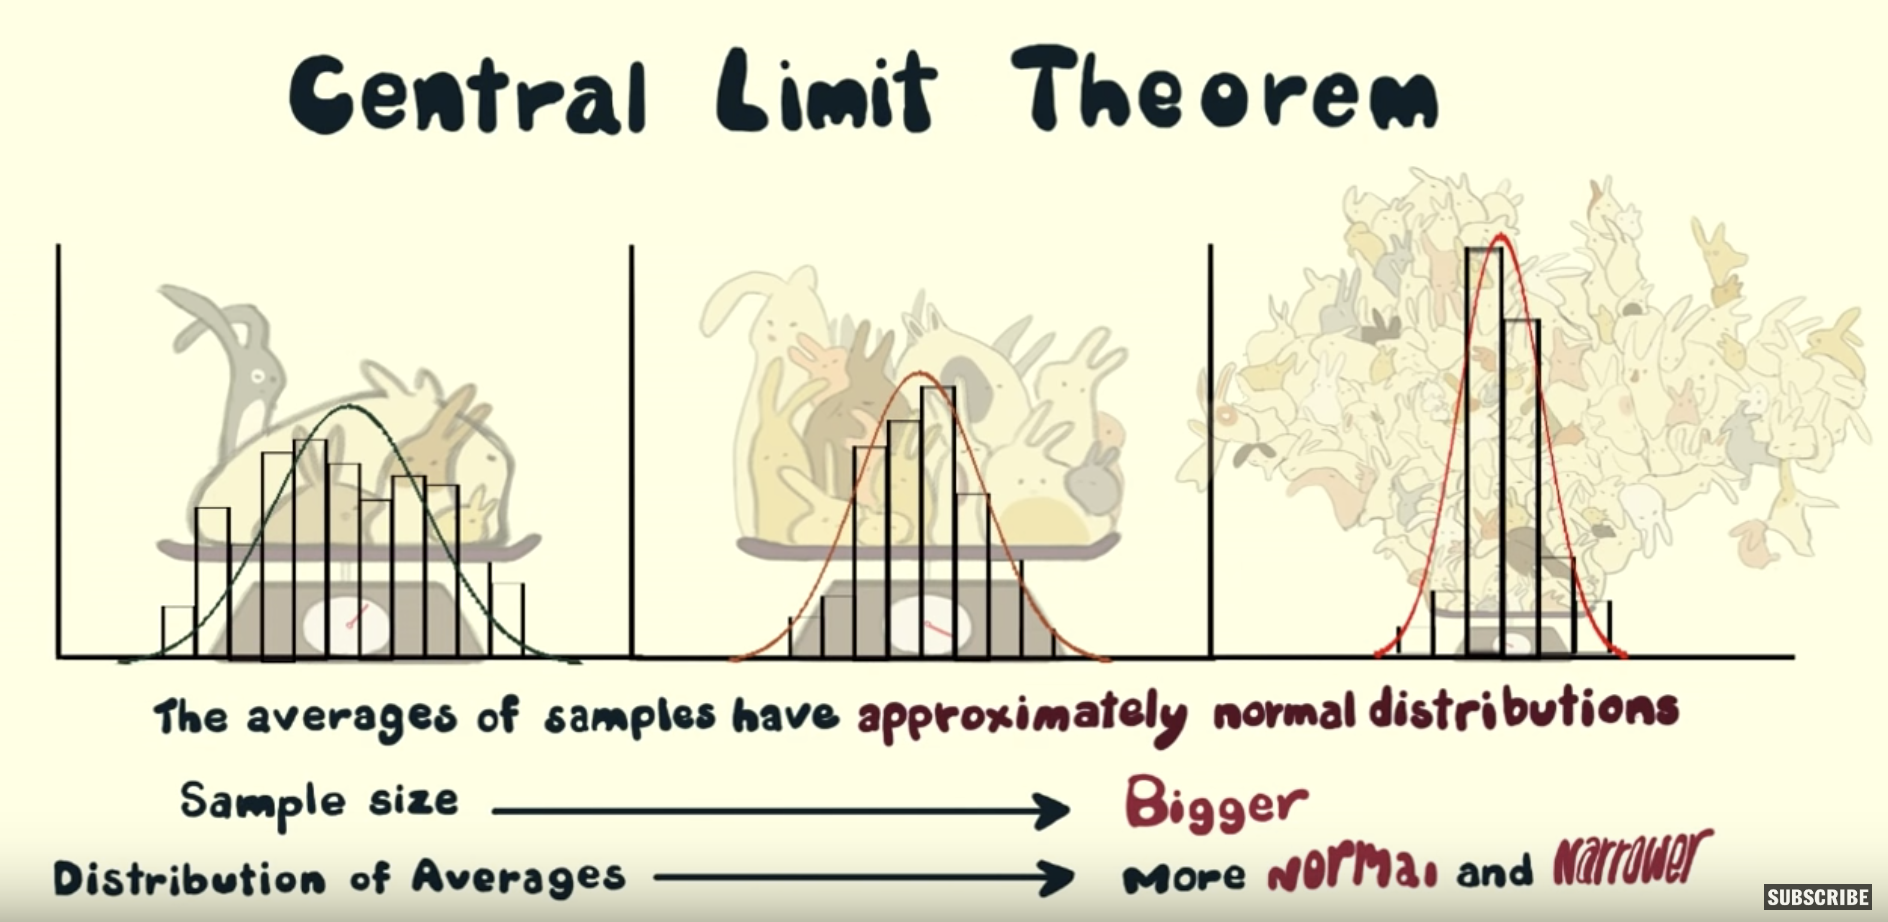 Central Limit Theorem
The averages of samples have approximately normal distributions
Sample size Bigger
Distribution of Averages More Normal and Narrower
SUBSCRIBE